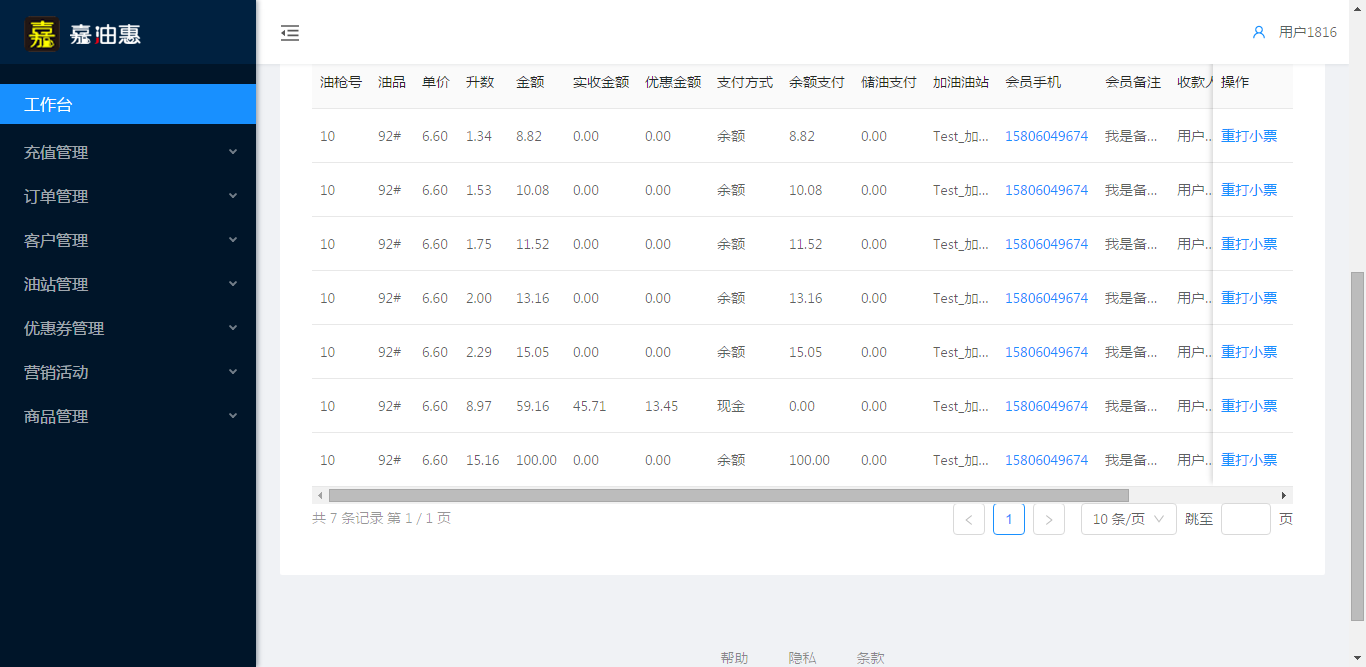 嘉 嘉油惠
用户1816
工作台
充值管理
订单管理
客户管理
油站管理
优惠券管理
营销活动
商品管理
油枪号 油品 单价 升数 金额 实收金额 优惠金额 支付方式 余额支付 储油支付 加油油站 会员手机 会员备注 收款人 操作
10 92# 6.60 1.34 8.82 0.00 0.00 余额 8.82 0.00 Test_加... 15806049674 我是备... 用户... 重打小票
10 92# 6.60 1.53 10.08 0.00 0.00 余额 10.08 0.00 Test_加... 15806049674 我是备... 用户... 重打小票
10 92# 6.60 1.75 11.52 0.00 0.00 余额 11.52 0.00 Test_加... 15806049674 我是备... 用户... 重打小票
10 92# 6.60 2.00 13.16 0.00 0.00 余额 13.16 0.00 Test_加... 15806049674 我是备... 用户... 重打小票
10 92# 6.60 2.29 15.05 0.00 0.00 余额 15.05 0.00 Test_加... 15806049674 我是备... 用户... 重打小票
10 92# 6.60 8.97 59.16 45.71 13.45 现金 0.00 0.00 Test_加... 15806049674 我是备... 用户... 重打小票
10 92# 6.60 15.16 100.00 0.00 0.00 余额 100.00 0.00 Test_加... 15806049674 我是备... 用户... 重打小票
共 7 条记录 第 1 / 1 页 < 1 > 10 条/页 跳至 页
帮助 隐私 条款